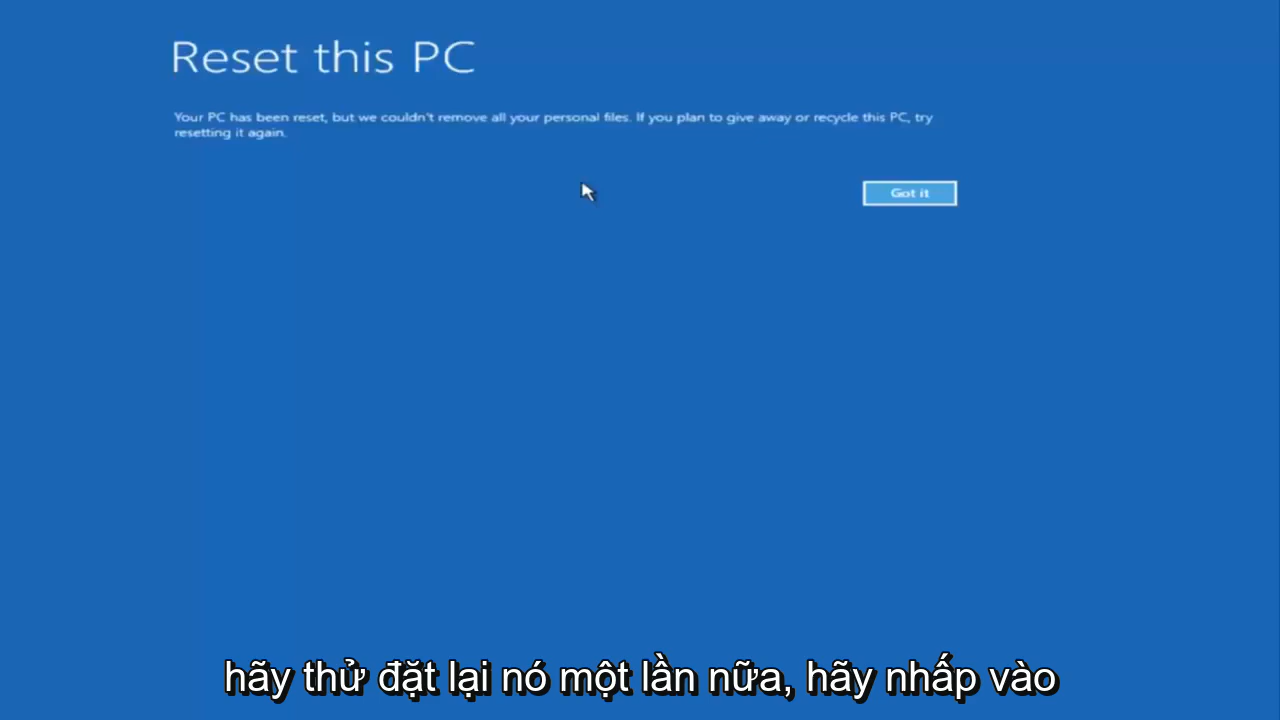 Reset this PC
Your PC has been reset, but we couldn't remove all your personal files. If you plan to give away or recycle this PC, try
resetting it again.
Got it
hãy thử đặt lại nó một lần nữa, hãy nhấp vào